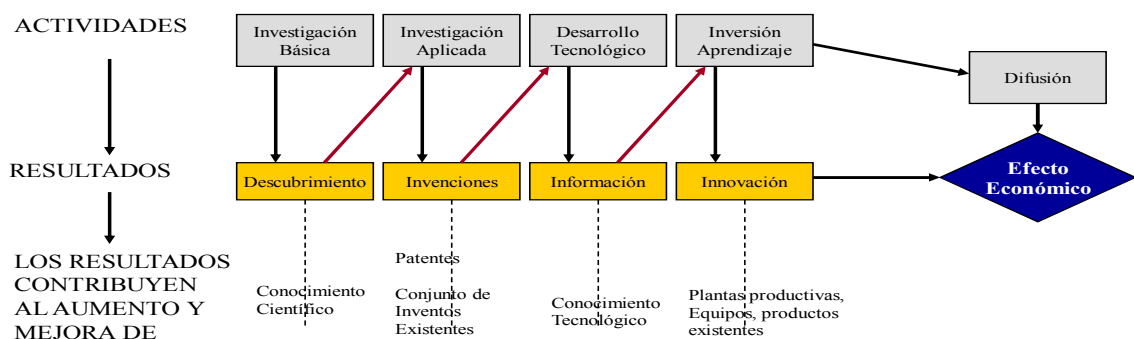 ACTIVIDADES
Investigación
Básica
Investigación
Aplicada
Desarrollo
Tecnológico
Inversión
Aprendizaje
Difusión
RESULTADOS
Descubrimiento
Invenciones
Información
Innovación
Efecto
Económico
LOS RESULTADOS
CONTRIBUYEN
AL AUMENTO Y
MEJORA DE
Conocimiento
Científico
Patentes
Conjunto de
Inventos
Existentes
Conocimiento
Tecnológico
Plantas productivas,
Equipos, productos
existentes